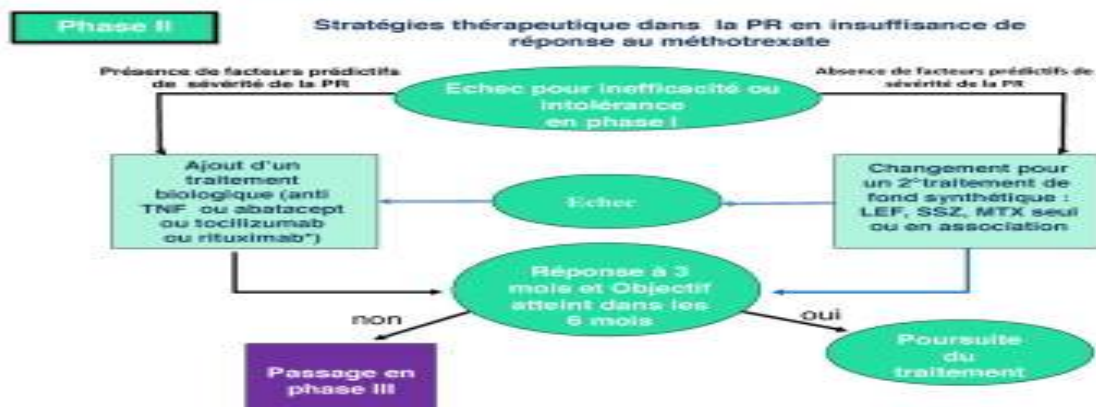 Phase II
Stratégies thérapeutique dans la PR en insuffisance de
réponse au méthotrexate
Présence de facteurs prédictifs
de sévérité de la PR
Echec pour inefficacité ou
intolérance
en phase I
Absence de facteurs prédictifs de
sévérité de la PR
Ajout d'un
traitement
biologique (anti
TNF ou abatacept
ou tocilizumab
ou rituximab*)
Echec
Changement pour
un 2°traitement de
fond synthétique :
LEF, SSZ, MTX seul
ou en association
Réponse à 3
mois et Objectif
atteint dans les
6 mois
non
oui
Passage en
phase III
Poursuite
du
traitement